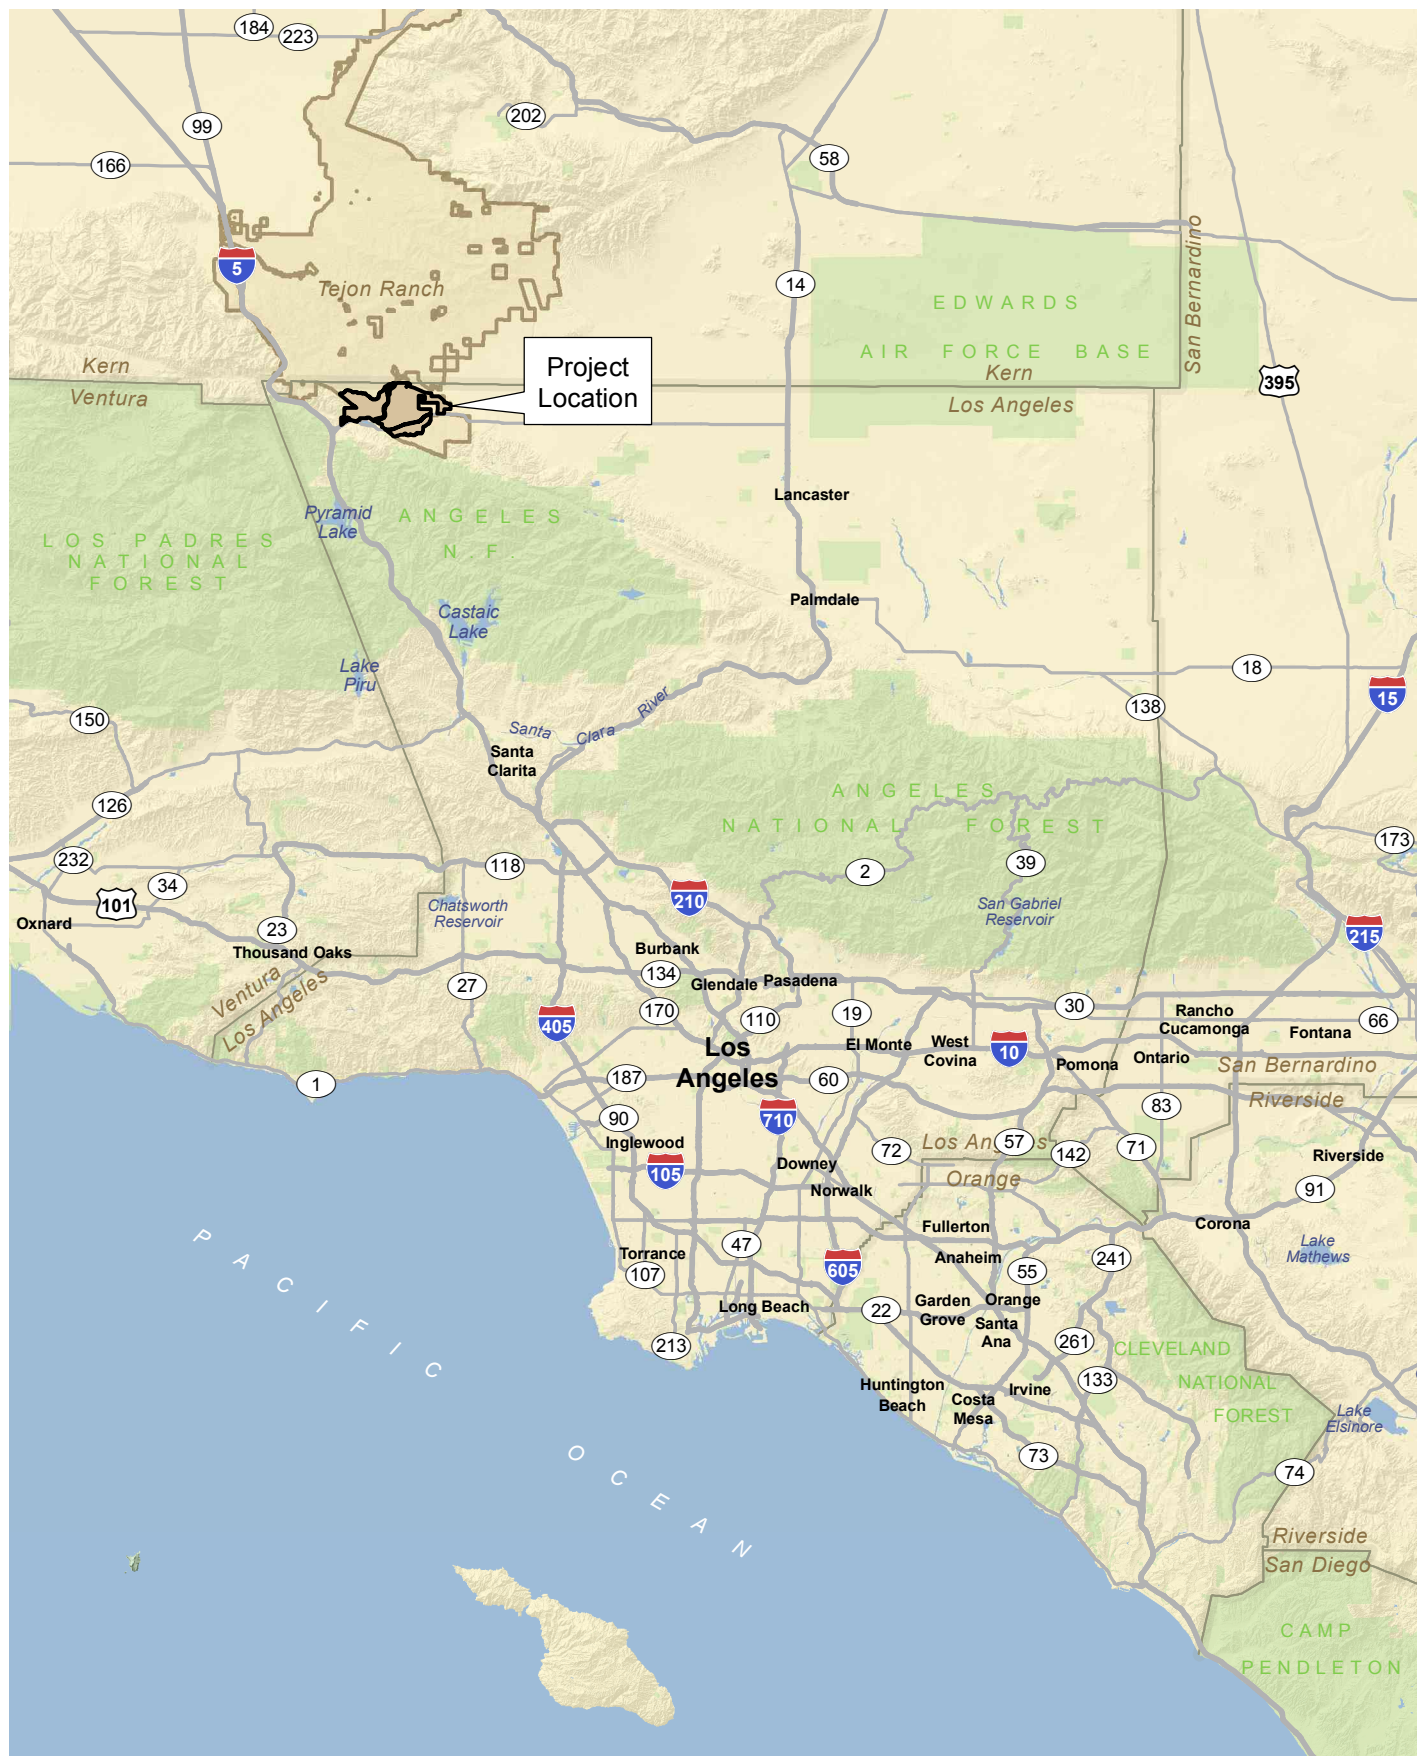 184
223
202
99
58
166
5
Tejon Ranch
14
San Bernardino
EDWARDS
AIR FORCE BASE
Kern
Los Angeles
395
Kern
Ventura
Project
Location
Lancaster
Pyramid
Lake
ANGELES
N.F.
LOS PADRES
NATIONAL
FOREST
Palmdale
Castaic
Lake
Lake
Piru
18
15
138
150
Santa Clara River
Santa
Clarita
126
ANGELES
NATIONAL FOREST
173
232
34
118
2
39
101
210
Chatsworth
Reservoir
San Gabriel
Reservoir
Oxnard
23
215
Thousand Oaks
Burbank
134
Glendale
Pasadena
Ventura
Los Angeles
27
405
170
110
19
30
Rancho
Cucamonga
66
Fontana
Los
Angeles
El Monte
West
Covina
10
Pomona
Ontario
San Bernardino
Riverside
1
187
60
83
90
710
Inglewood
105
72
Los Angeles
57
142
71
Orange
Downey
Norwalk
Riverside
91
Fullerton
Corona
Torrance
47
Anaheim
241
Lake
Mathews
107
605
55
Long Beach
22
Garden
Grove
Orange
Santa
Ana
213
261
CLEVELAND
NATIONAL
FOREST
133
Huntington
Beach
Costa
Mesa
Irvine
Lake
Elsinore
73
74
PACIFIC
OCEAN
Riverside
San Diego
CAMP
PENDLETON